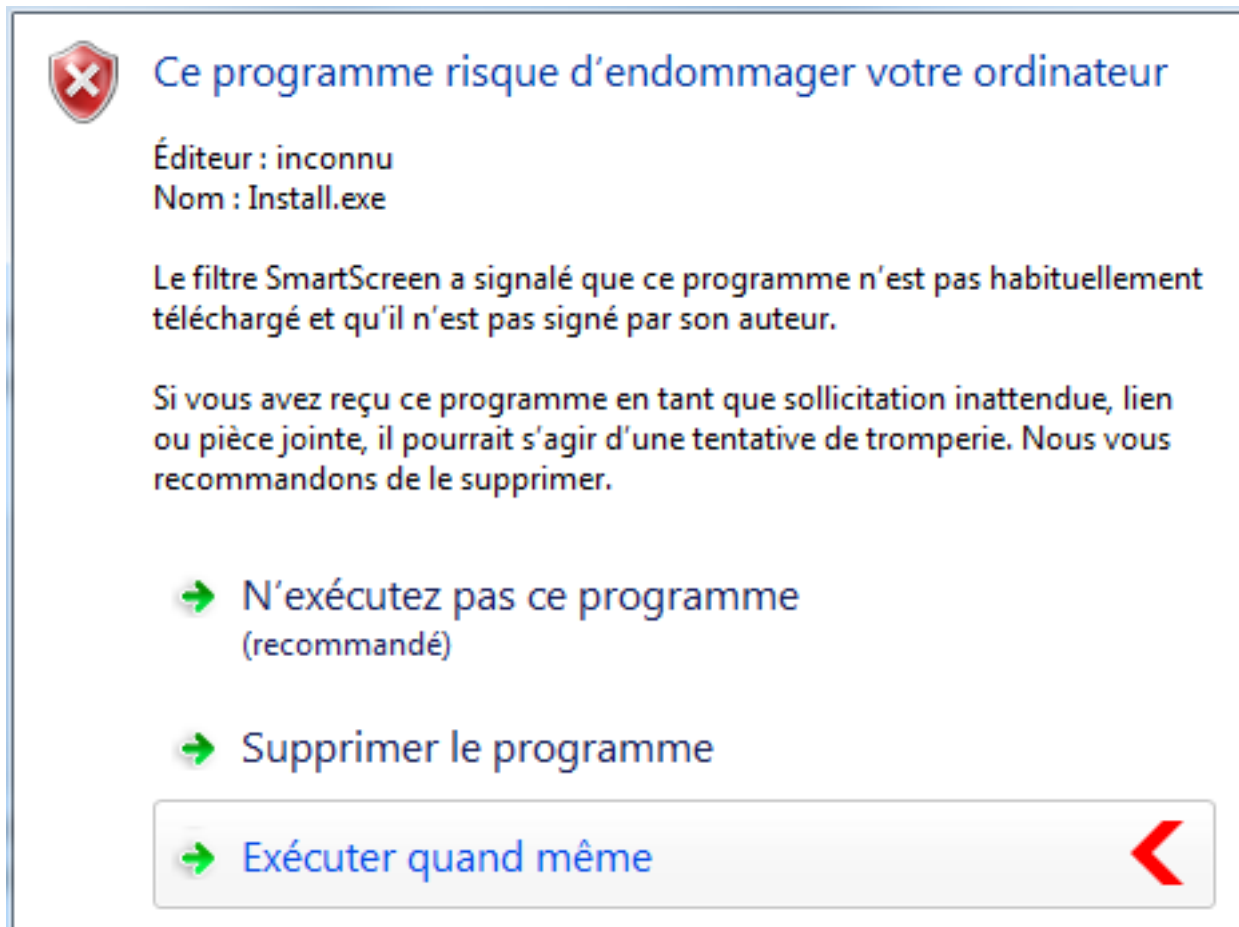 Ce programme risque d’endommager votre ordinateur
Éditeur : inconnu
Nom : Install.exe
Le filtre SmartScreen a signalé que ce programme n’est pas habituellement
téléchargé et qu’il n’est pas signé par son auteur.
Si vous avez reçu ce programme en tant que sollicitation inattendue, lien
ou pièce jointe, il pourrait s’agir d’une tentative de tromperie. Nous vous
recommandons de le supprimer.
N’exécutez pas ce programme
(recommandé)
Supprimer le programme
Exécuter quand même